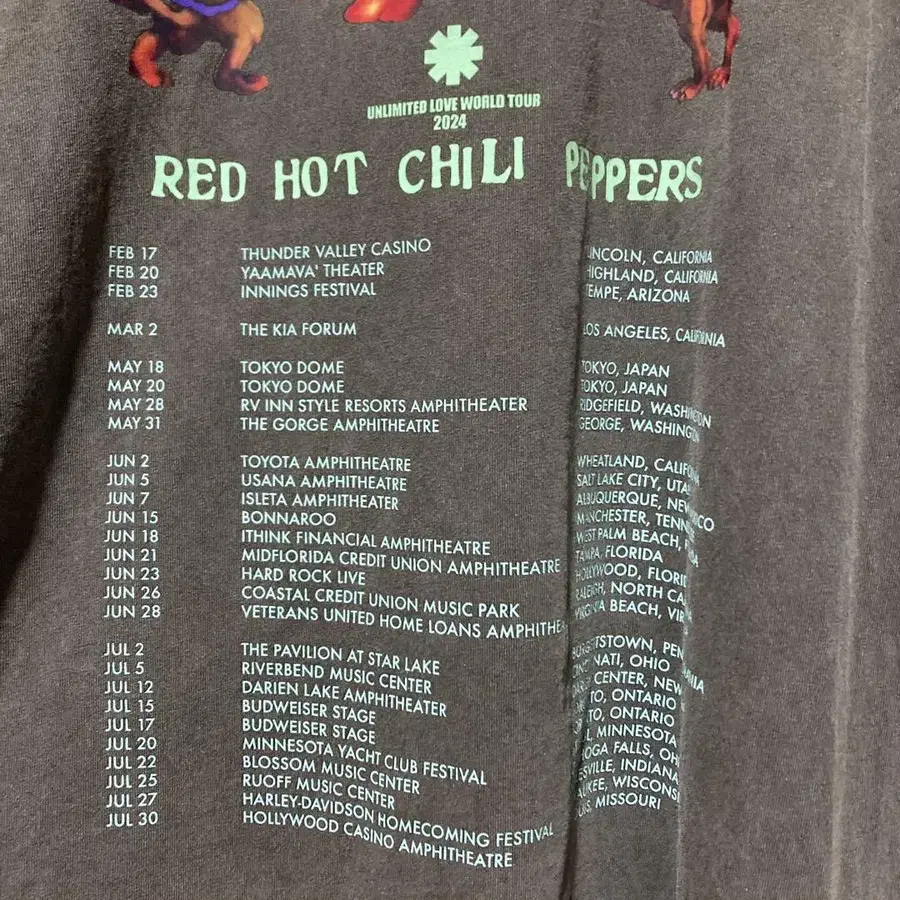 UNLIMITED LOVE WORLD TOUR
2024
RED HOT CHILI PEPPERS
FEB 17 THUNDER VALLEY CASINO LINCOLN, CALIFORNIA
FEB 20 YAAMAVA' THEATER HIGHLAND, CALIFORNIA
FEB 23 INNINGS FESTIVAL TEMPE, ARIZONA
MAR 2 THE KIA FORUM LOS ANGELES, CALIFORNIA
MAY 18 TOKYO DOME TOKYO, JAPAN
MAY 20 TOKYO DOME TOKYO, JAPAN
MAY 28 RV INN STYLE RESORTS AMPHITHEATER RIDGEFIELD, WASHINGTON
MAY 31 THE GORGE AMPHITHEATRE GEORGE, WASHINGTON
JUN 2 TOYOTA AMPHITHEATRE WHEATLAND, CALIFORNIA
JUN 5 USANA AMPHITHEATRE SALT LAKE CITY, UTAH
JUN 7 ISLETA AMPHITHEATER ALBUQUERQUE, NEW MEXICO
JUN 15 BONNAROO MANCHESTER, TENNESSEE
JUN 18 ITHINK FINANCIAL AMPHITHEATRE WEST PALM BEACH,
JUN 21 MIDFLORIDA CREDIT UNION AMPHITHEATRE TAMPA, FLORIDA
JUN 23 HARD ROCK LIVE HOLLYWOOD, FLORIDA
JUN 26 COASTAL CREDIT UNION MUSIC PARK RALEIGH, NORTH
JUN 28 VETERANS UNITED HOME LOANS VIRGINIA BEACH,
JUL 2 THE PAVILION AT STAR LAKE
JUL 5 RIVERBEND MUSIC CENTER OHIO
JUL 12 DARIEN LAKE AMPHITHEATER CENTER, NEW
JUL 15 BUDWEISER STAGE ONTARIO
JUL 17 BUDWEISER STAGE ONTARIO
JUL 20 MINNESOTA YACHT CLUB FESTIVAL MINNESOTA
JUL 22 BLOSSOM MUSIC CENTER FALLS,
JUL 25 RUOFF MUSIC CENTER INDIANA
JUL 27 HARLEY-DAVIDSON HOMECOMING FESTIVAL WISCONSIN
JUL 30 HOLLYWOOD CASINO AMPHITHEATRE MISSOURI